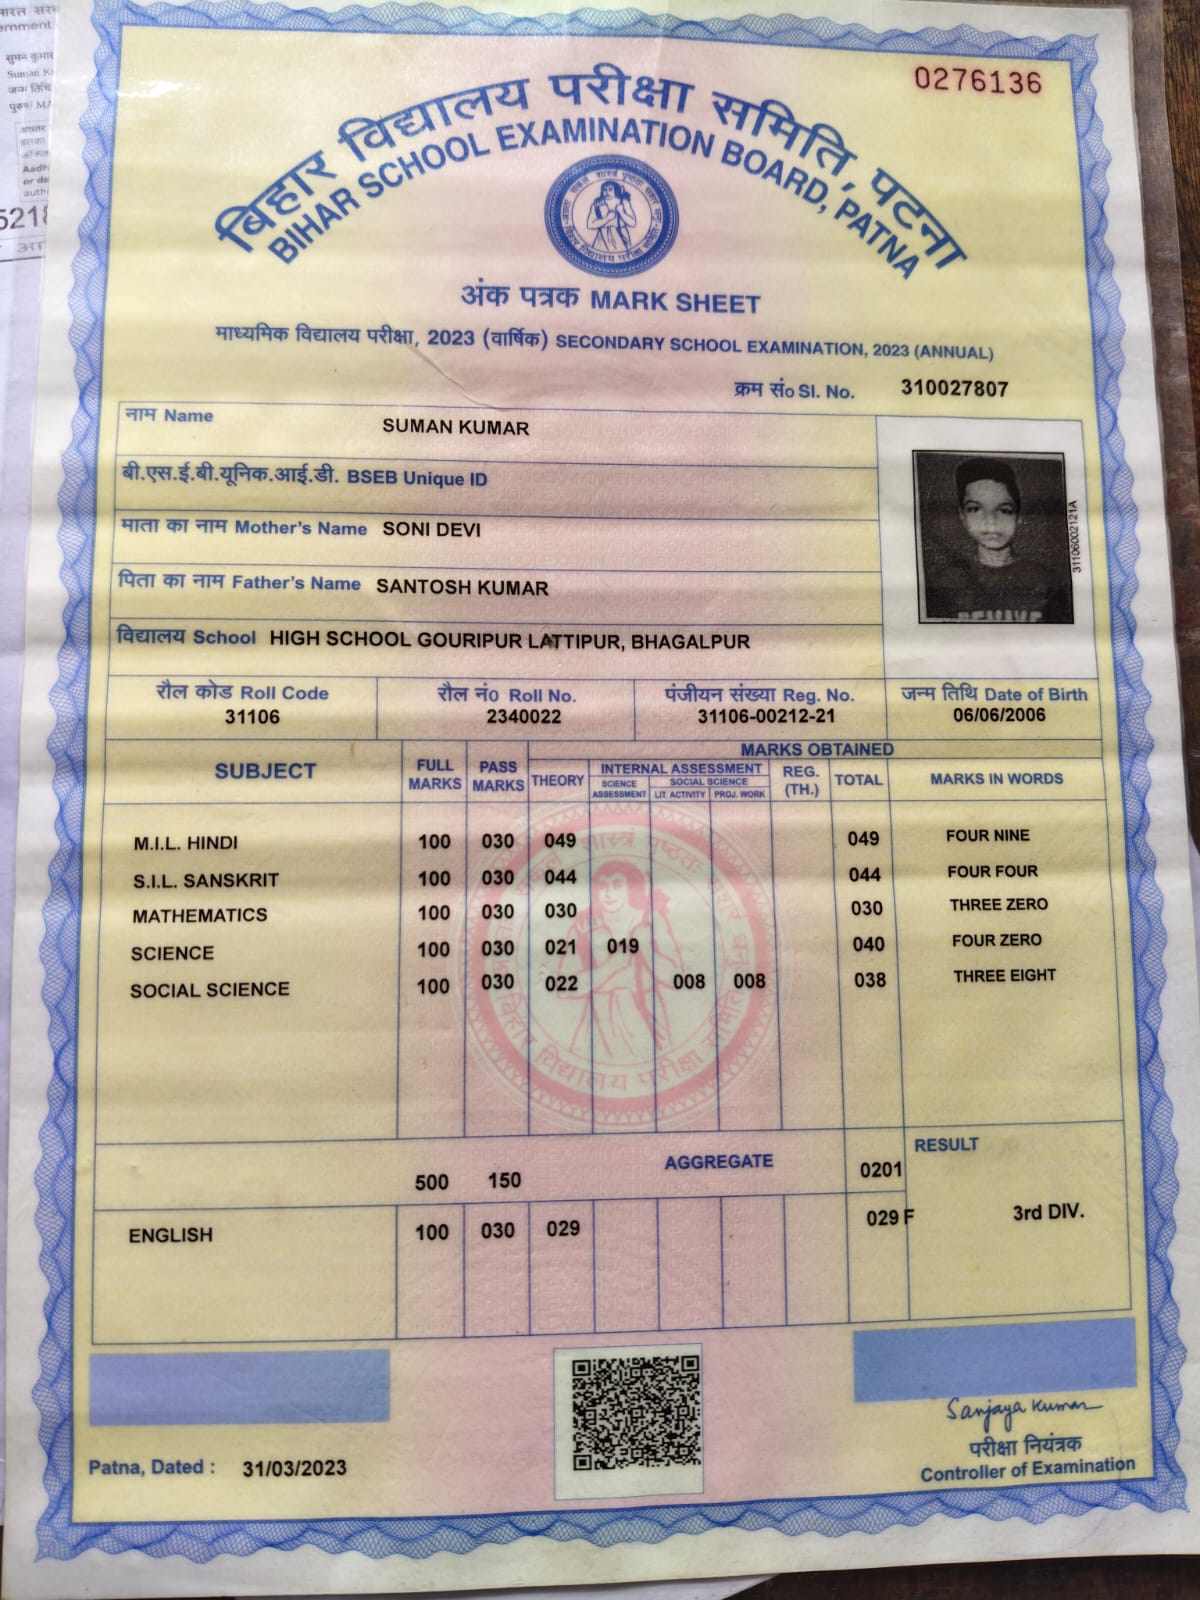 0276136
बिहार विद्यालय परीक्षा समिति, पटना
BIHAR SCHOOL EXAMINATION BOARD, PATNA
अंक पत्रक MARK SHEET
माध्यमिक विद्यालय परीक्षा, 2023 (वार्षिक) SECONDARY SCHOOL EXAMINATION, 2023 (ANNUAL)
क्रम सं० Sl. No. 310027807
नाम Name SUMAN KUMAR
बी.एस.ई.बी.यूनिक.आई.डी. BSEB Unique ID
माता का नाम Mother's Name SONI DEVI
पिता का नाम Father's Name SANTOSH KUMAR
विद्यालय School HIGH SCHOOL GOURIPUR LATTIPUR, BHAGALPUR
31106002121A
रौल कोड Roll Code रौल नं0 Roll No. पंजीयन संख्या Reg. No. जन्म तिथि Date of Birth
31106 2340022 31106-00212-21 06/06/2006
SUBJECT FULL MARKS PASS MARKS MARKS OBTAINED
THEORY INTERNAL ASSESSMENT REG. (TH.) TOTAL MARKS IN WORDS
SCIENCE ASSESSMENT SOCIAL SCIENCE
LIT. ACTIVITY PROJ. WORK
M.I.L. HINDI 100 030 049 049 FOUR NINE
S.I.L. SANSKRIT 100 030 044 044 FOUR FOUR
MATHEMATICS 100 030 030 030 THREE ZERO
SCIENCE 100 030 021 019 040 FOUR ZERO
SOCIAL SCIENCE 100 030 022 008 008 038 THREE EIGHT
500 150 AGGREGATE 0201 RESULT
ENGLISH 100 030 029 029 F 3rd DIV.
Sanjaya Kumar
परीक्षा नियंत्रक
Controller of Examination
Patna, Dated : 31/03/2023